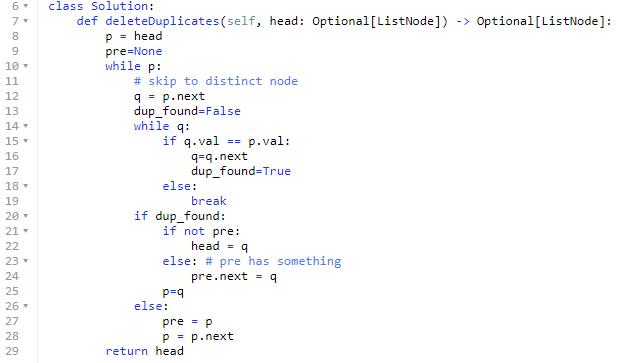 6 class Solution:
7     def deleteDuplicates(self, head: Optional[ListNode]) -> Optional[ListNode]:
8         p = head
9         pre=None
10         while p:
11             # skip to distinct node
12             q = p.next
13             dup_found=False
14             while q:
15                 if q.val == p.val:
16                     q=q.next
17                     dup_found=True
18                 else:
19                     break
20             if dup_found:
21                 if not pre:
22                     head = q
23                 else: # pre has something
24                     pre.next = q
25                 p=q
26             else:
27                 pre = p
28                 p = p.next
29         return head